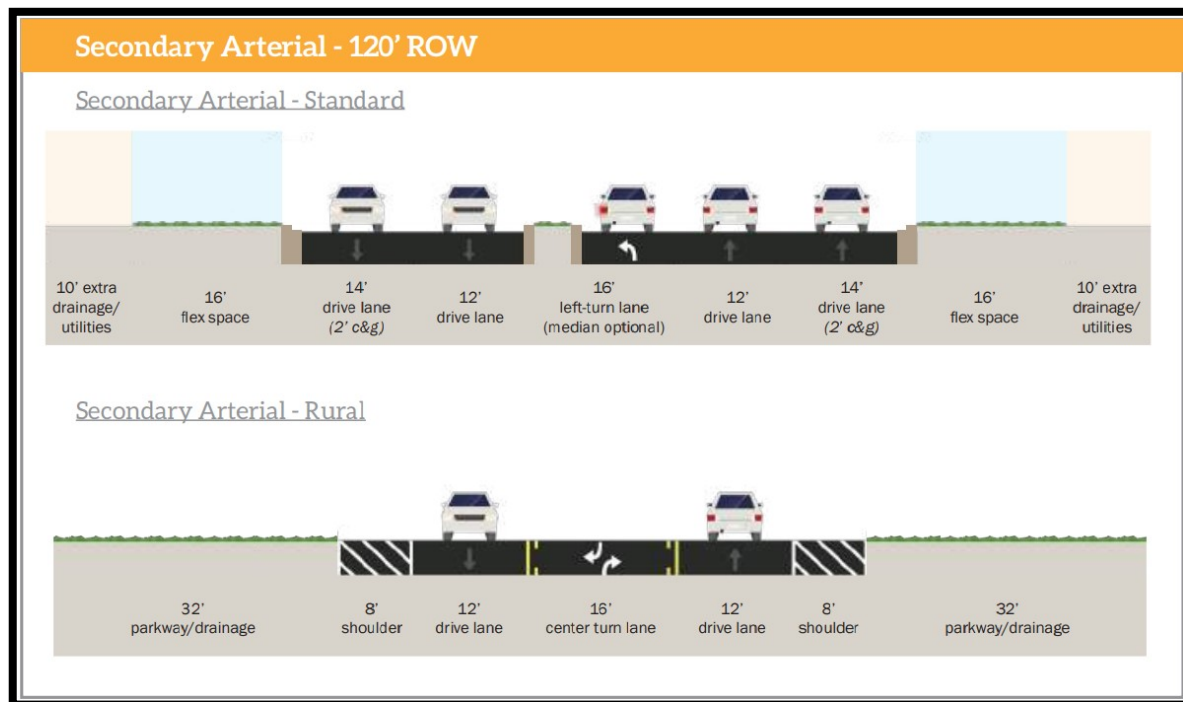 Secondary Arterial - 120' ROW
Secondary Arterial - Standard
10' extra drainage/ utilities
16' flex space
14' drive lane (2' c&g)
12' drive lane
16' left-turn lane (median optional)
12' drive lane
14' drive lane (2' c&g)
16' flex space
10' extra drainage/ utilities
Secondary Arterial - Rural
32' parkway/drainage
8' shoulder
12' drive lane
16' center turn lane
12' drive lane
8' shoulder
32' parkway/drainage